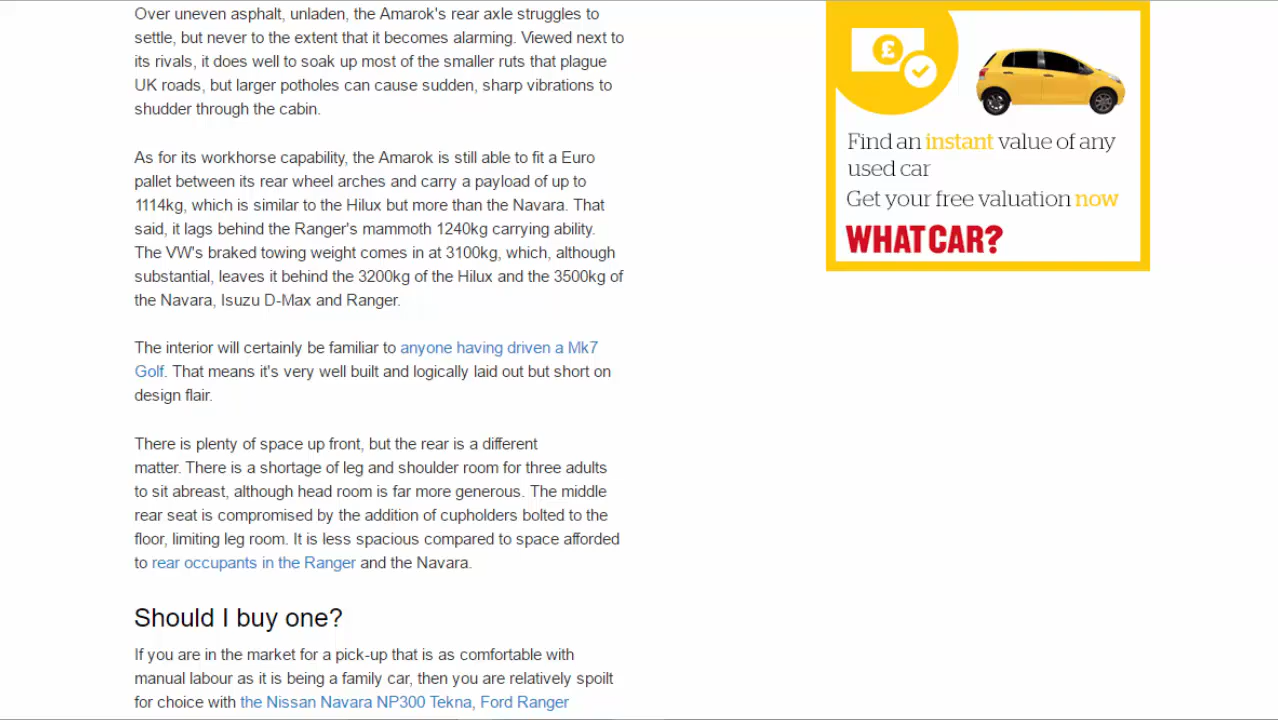 Over uneven asphalt, unladen, the Amarok's rear axle struggles to
settle, but never to the extent that it becomes alarming. Viewed next to
its rivals, it does well to soak up most of the smaller ruts that plague
UK roads, but larger potholes can cause sudden, sharp vibrations to
shudder through the cabin.
As for its workhorse capability, the Amarok is still able to fit a Euro
pallet between its rear wheel arches and carry a payload of up to
1114kg, which is similar to the Hilux but more than the Navara. That
said, it lags behind the Ranger's mammoth 1240kg carrying ability.
The VW's braked towing weight comes in at 3100kg, which, although
substantial, leaves it behind the 3200kg of the Hilux and the 3500kg of
the Navara, Isuzu D-Max and Ranger.
The interior will certainly be familiar to anyone having driven a Mk7
Golf. That means it's very well built and logically laid out but short on
design flair.
There is plenty of space up front, but the rear is a different
matter. There is a shortage of leg and shoulder room for three adults
to sit abreast, although head room is far more generous. The middle
rear seat is compromised by the addition of cupholders bolted to the
floor, limiting leg room. It is less spacious compared to space afforded
to rear occupants in the Ranger and the Navara.
Should I buy one?
If you are in the market for a pick-up that is as comfortable with
manual labour as it is being a family car, then you are relatively spoilt
for choice with the Nissan Navara NP300 Tekna, Ford Ranger
£
Find an instant value of any
used car
Get your free valuation now
WHAT CAR?